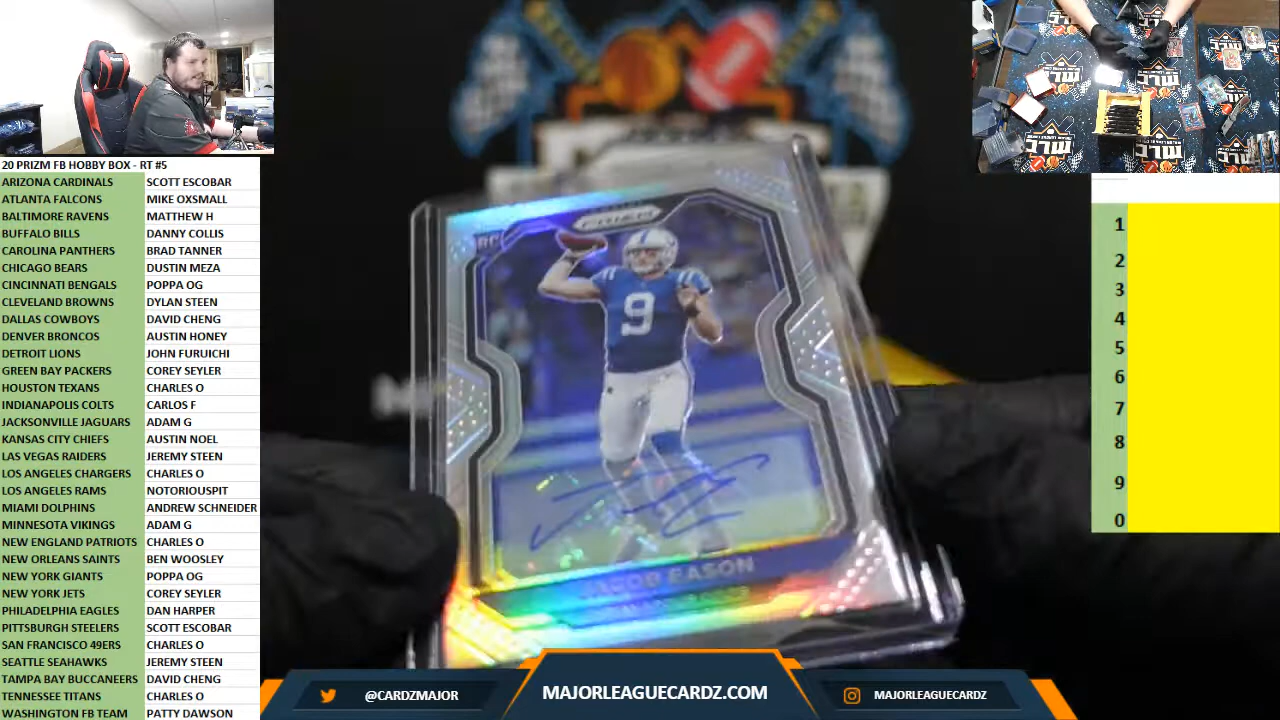 20 PRIZM FB HOBBY BOX - RT #5
ARIZONA CARDINALS SCOTT ESCOBAR
ATLANTA FALCONS MIKE OXSMALL
BALTIMORE RAVENS MATTHEW H
BUFFALO BILLS DANNY COLLIS
CAROLINA PANTHERS BRAD TANNER
CHICAGO BEARS DUSTIN MEZA
CINCINNATI BENGALS POPPA OG
CLEVELAND BROWNS DYLAN STEEN
DALLAS COWBOYS DAVID CHENG
DENVER BRONCOS AUSTIN HONEY
DETROIT LIONS JOHN FURUICHI
GREEN BAY PACKERS COREY SEYLER
HOUSTON TEXANS CHARLES O
INDIANAPOLIS COLTS CARLOS F
JACKSONVILLE JAGUARS ADAM G
KANSAS CITY CHIEFS AUSTIN NOEL
LAS VEGAS RAIDERS JEREMY STEEN
LOS ANGELES CHARGERS CHARLES O
LOS ANGELES RAMS NOTORIOUSPIT
MIAMI DOLPHINS ANDREW SCHNEIDER
MINNESOTA VIKINGS ADAM G
NEW ENGLAND PATRIOTS CHARLES O
NEW ORLEANS SAINTS BEN WOOSLEY
NEW YORK GIANTS POPPA OG
NEW YORK JETS COREY SEYLER
PHILADELPHIA EAGLES DAN HARPER
PITTSBURGH STEELERS SCOTT ESCOBAR
SAN FRANCISCO 49ERS CHARLES O
SEATTLE SEAHAWKS JEREMY STEEN
TAMPA BAY BUCCANEERS DAVID CHENG
TENNESSEE TITANS CHARLES O
WASHINGTON FB TEAM PATTY DAWSON
PRIZM
RC
9
JACOB EASON
1
2
3
4
5
6
7
8
9
0
@CARDZMAJOR
MAJORLEAGUECARDZ.COM
MAJORLEAGUECARDZ